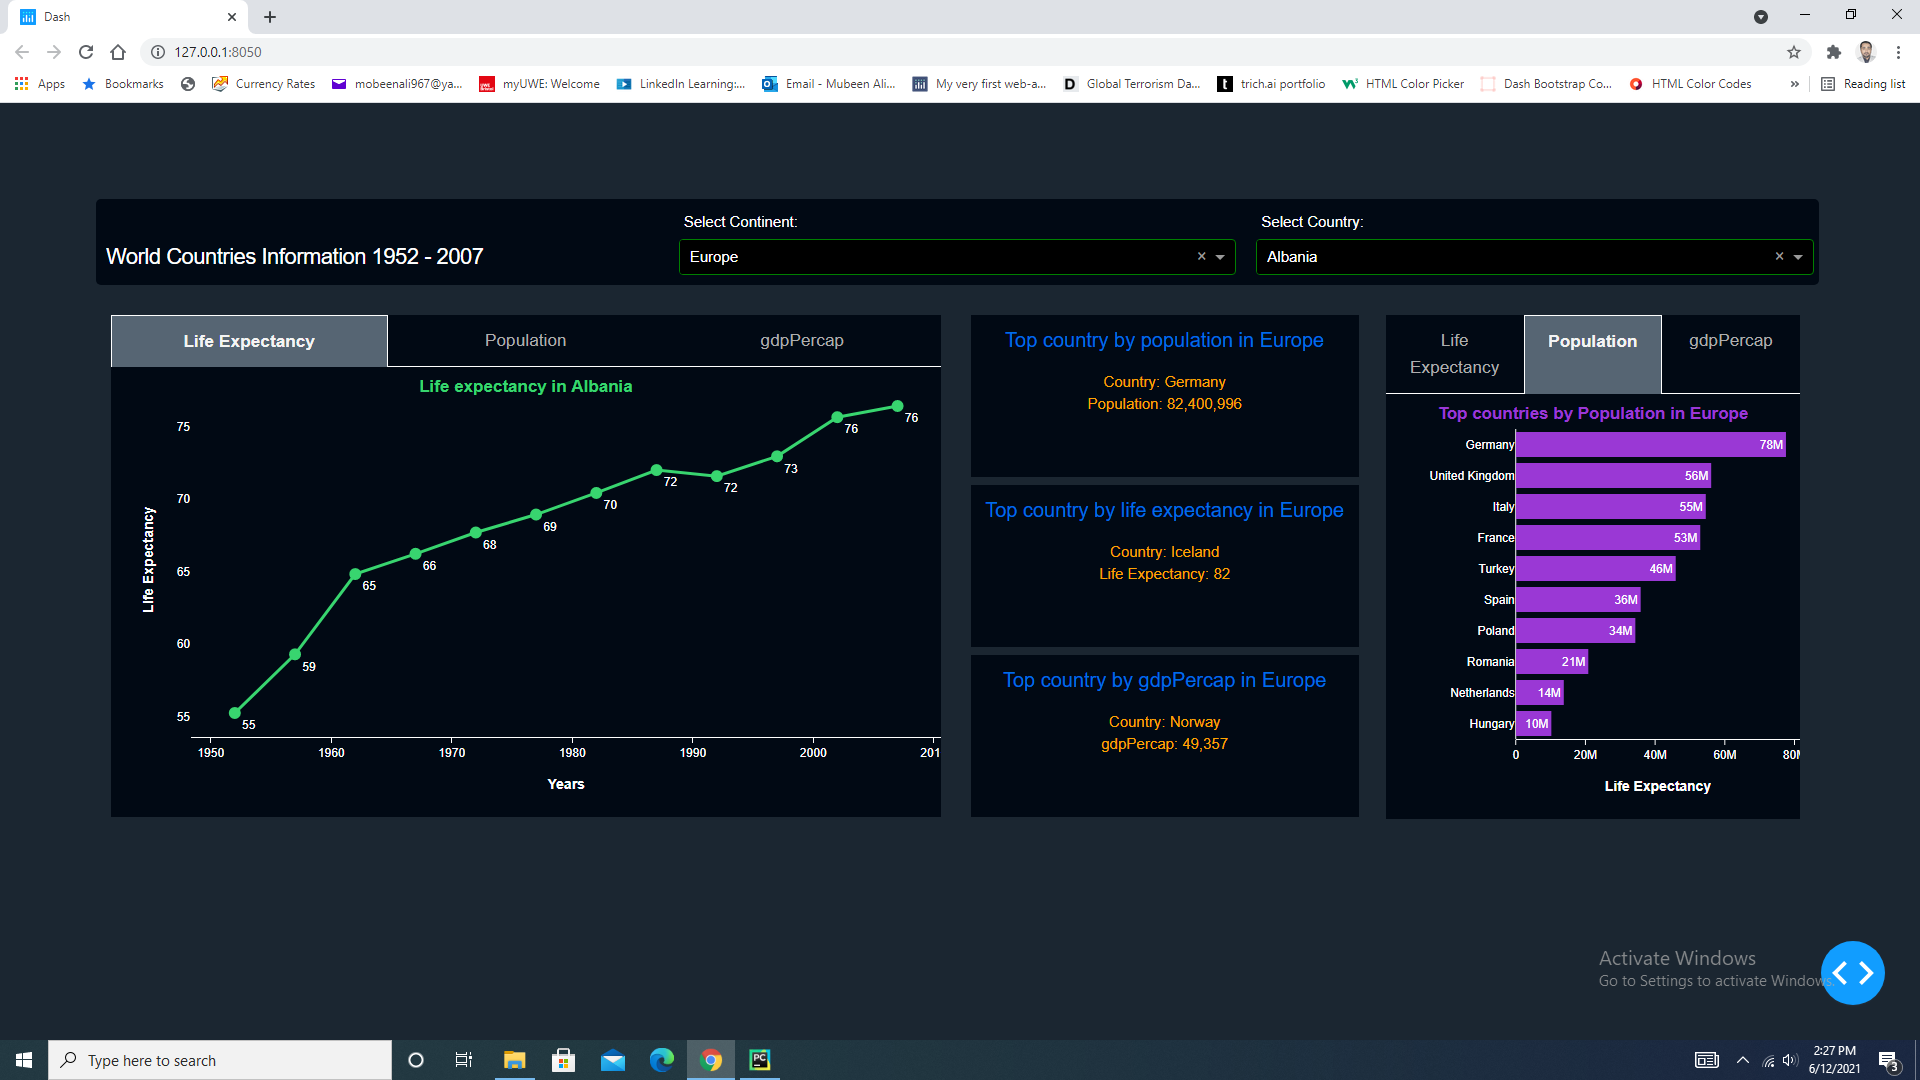 Dash
127.0.0.1:8050
Apps
Bookmarks
Currency Rates
mobeenali967@ya...
myUWE: Welcome
LinkedIn Learning:...
Email - Mubeen Ali...
My very first web-a...
D
Global Terrorism Da...
t
trich.ai portfolio
HTML Color Picker
Dash Bootstrap Co...
HTML Color Codes
»
Reading list
World Countries Information 1952 - 2007
Select Continent:
Europe
Select Country:
Albania
Life Expectancy
Population
gdpPercap
Life expectancy in Albania
Life Expectancy
75
70
65
60
55
55
59
65
66
68
69
70
72
72
73
76
76
1950
1960
1970
1980
1990
2000
201
Years
Top country by population in Europe
Country: Germany
Population: 82,400,996
Top country by life expectancy in Europe
Country: Iceland
Life Expectancy: 82
Top country by gdpPercap in Europe
Country: Norway
gdpPercap: 49,357
Life
Expectancy
Population
gdpPercap
Top countries by Population in Europe
Germany 78M
United Kingdom 56M
Italy 55M
France 53M
Turkey 46M
Spain 36M
Poland 34M
Romania 21M
Netherlands 14M
Hungary 10M
0
20M
40M
60M
80M
Life Expectancy
Activate Windows
Go to Settings to activate Windows.
Type here to search
PC
2:27 PM
6/12/2021
3